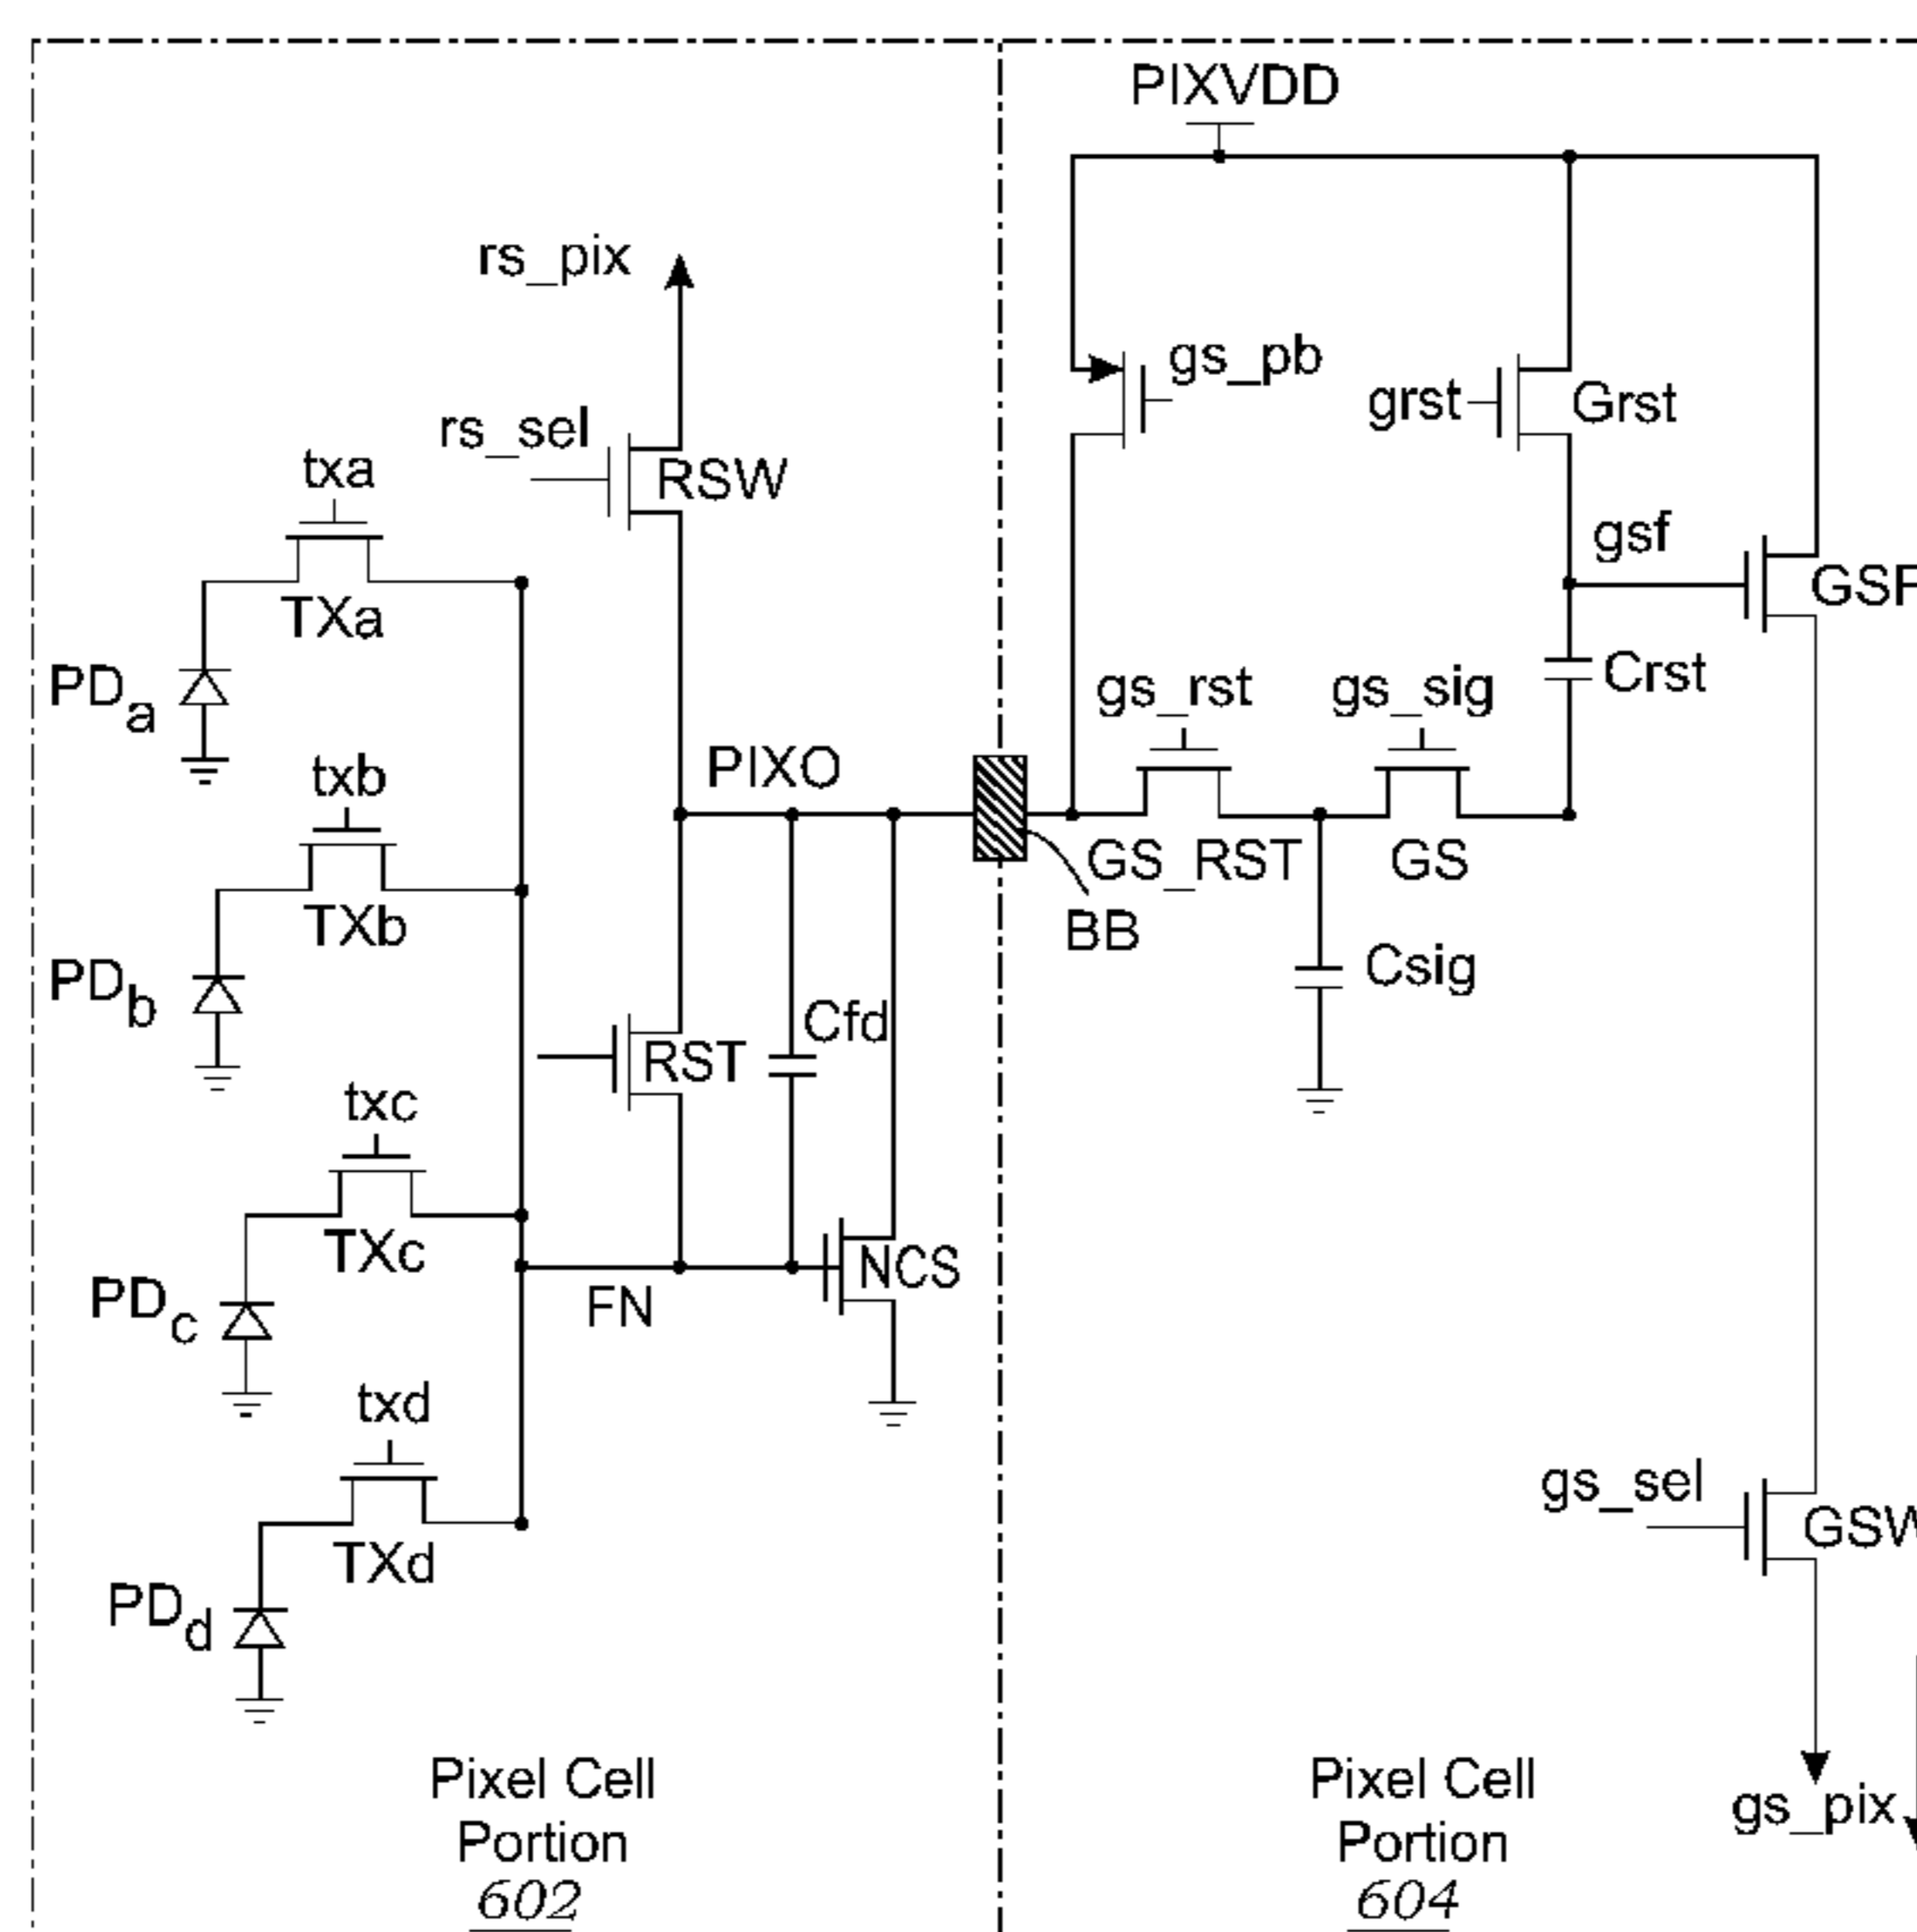 PIXVDD
rs_pix
gs_pb
rs_sel
grst
Grst
RSW
txa
gsf
TXa
GSF
PDa
gs_rst
gs_sig
Crst
txb
PIXO
GS_RST
GS
TXb
BB
PDb
Csig
Cfd
RST
txc
TXc
NCS
PDc
FN
txd
gs_sel
GSW
TXd
PDd
Pixel Cell
Portion
602
Pixel Cell
Portion
604
gs_pix